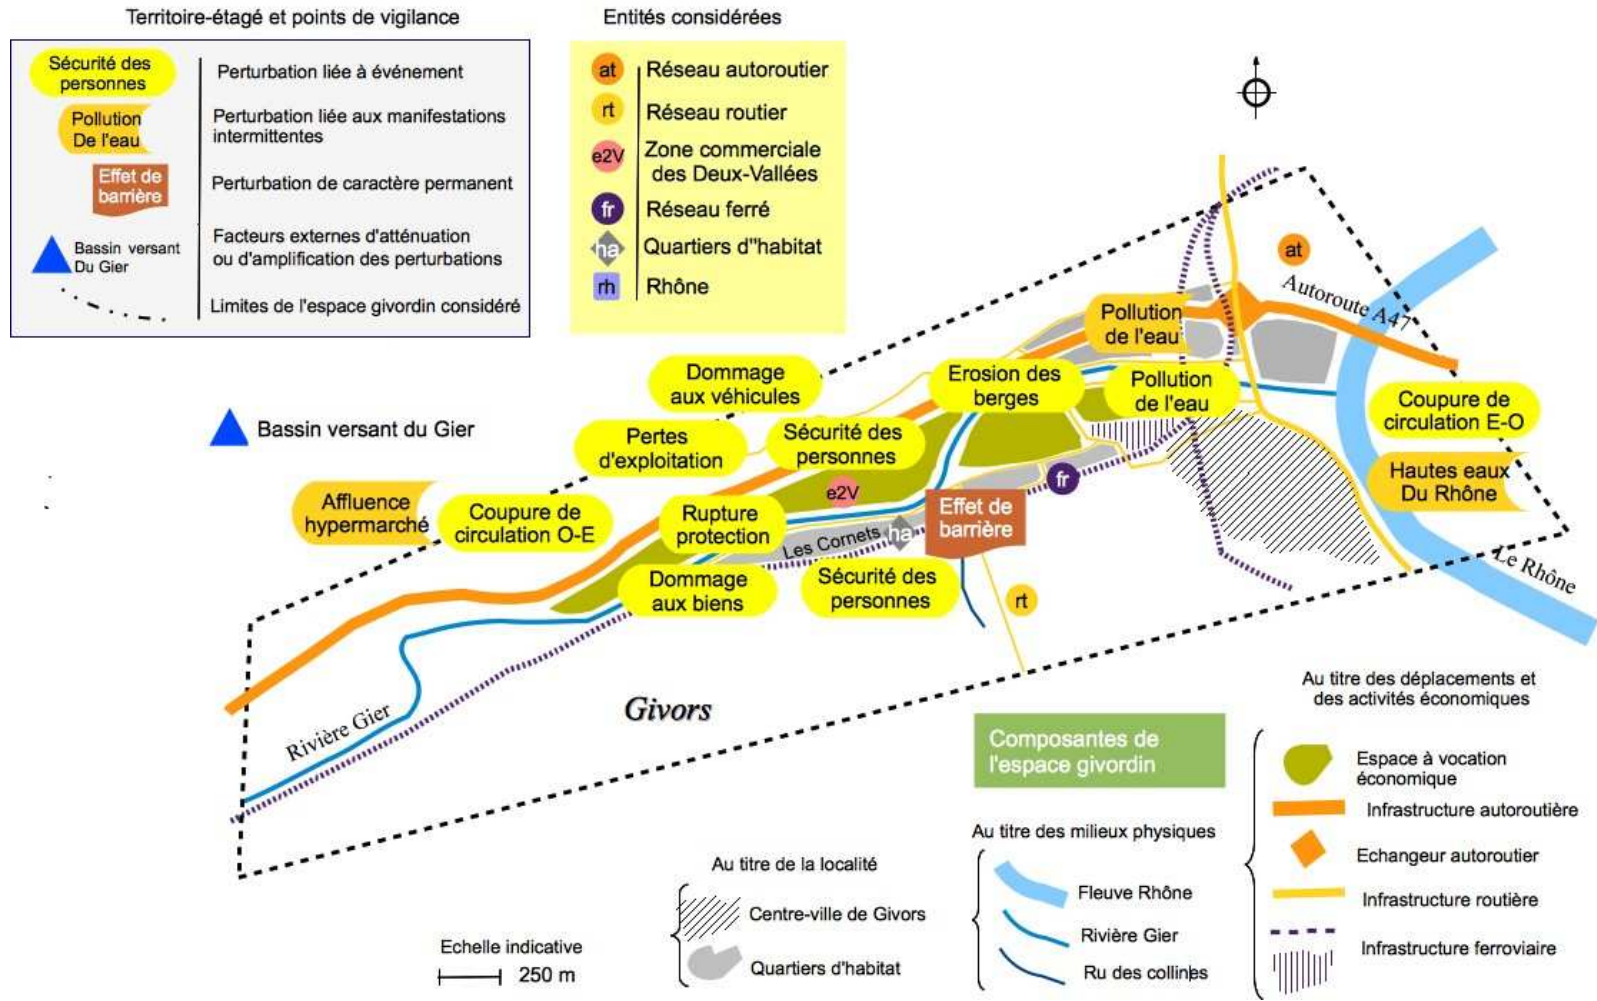 Territoire-étagé et points de vigilance
Sécurité des
personnes
Perturbation liée à événement
Pollution
De l'eau
Perturbation liée aux manifestations
intermittentes
Effet de
barrière
Perturbation de caractère permanent
Bassin versant
Du Gier
Facteurs externes d'atténuation
ou d'amplification des perturbations
Limites de l'espace givordin considéré
Entités considérées
at
Réseau autoroutier
rt
Réseau routier
e2V
Zone commerciale
des Deux-Vallées
fr
Réseau ferré
ha
Quartiers d''habitat
rh
Rhône
at
Autoroute A47
Pollution
de l'eau
Dommage
aux véhicules
Erosion des
berges
Pollution
de l'eau
Coupure de
circulation E-O
Bassin versant du Gier
Pertes
d'exploitation
Sécurité des
personnes
Hautes eaux
Du Rhône
Affluence
hypermarché
Coupure de
circulation O-E
Rupture
protection
e2V
fr
Effet de
barrière
Les Cornets
ha
Le Rhône
Dommage
aux biens
Sécurité des
personnes
rt
Rivière Gier
Givors
Composantes de
l'espace givordin
Au titre des déplacements et
des activités économiques
Espace à vocation
économique
Infrastructure autoroutière
Echangeur autoroutier
Infrastructure routière
Infrastructure ferroviaire
Au titre des milieux physiques
Fleuve Rhône
Rivière Gier
Ru des collines
Au titre de la localité
Centre-ville de Givors
Quartiers d'habitat
Echelle indicative
250 m